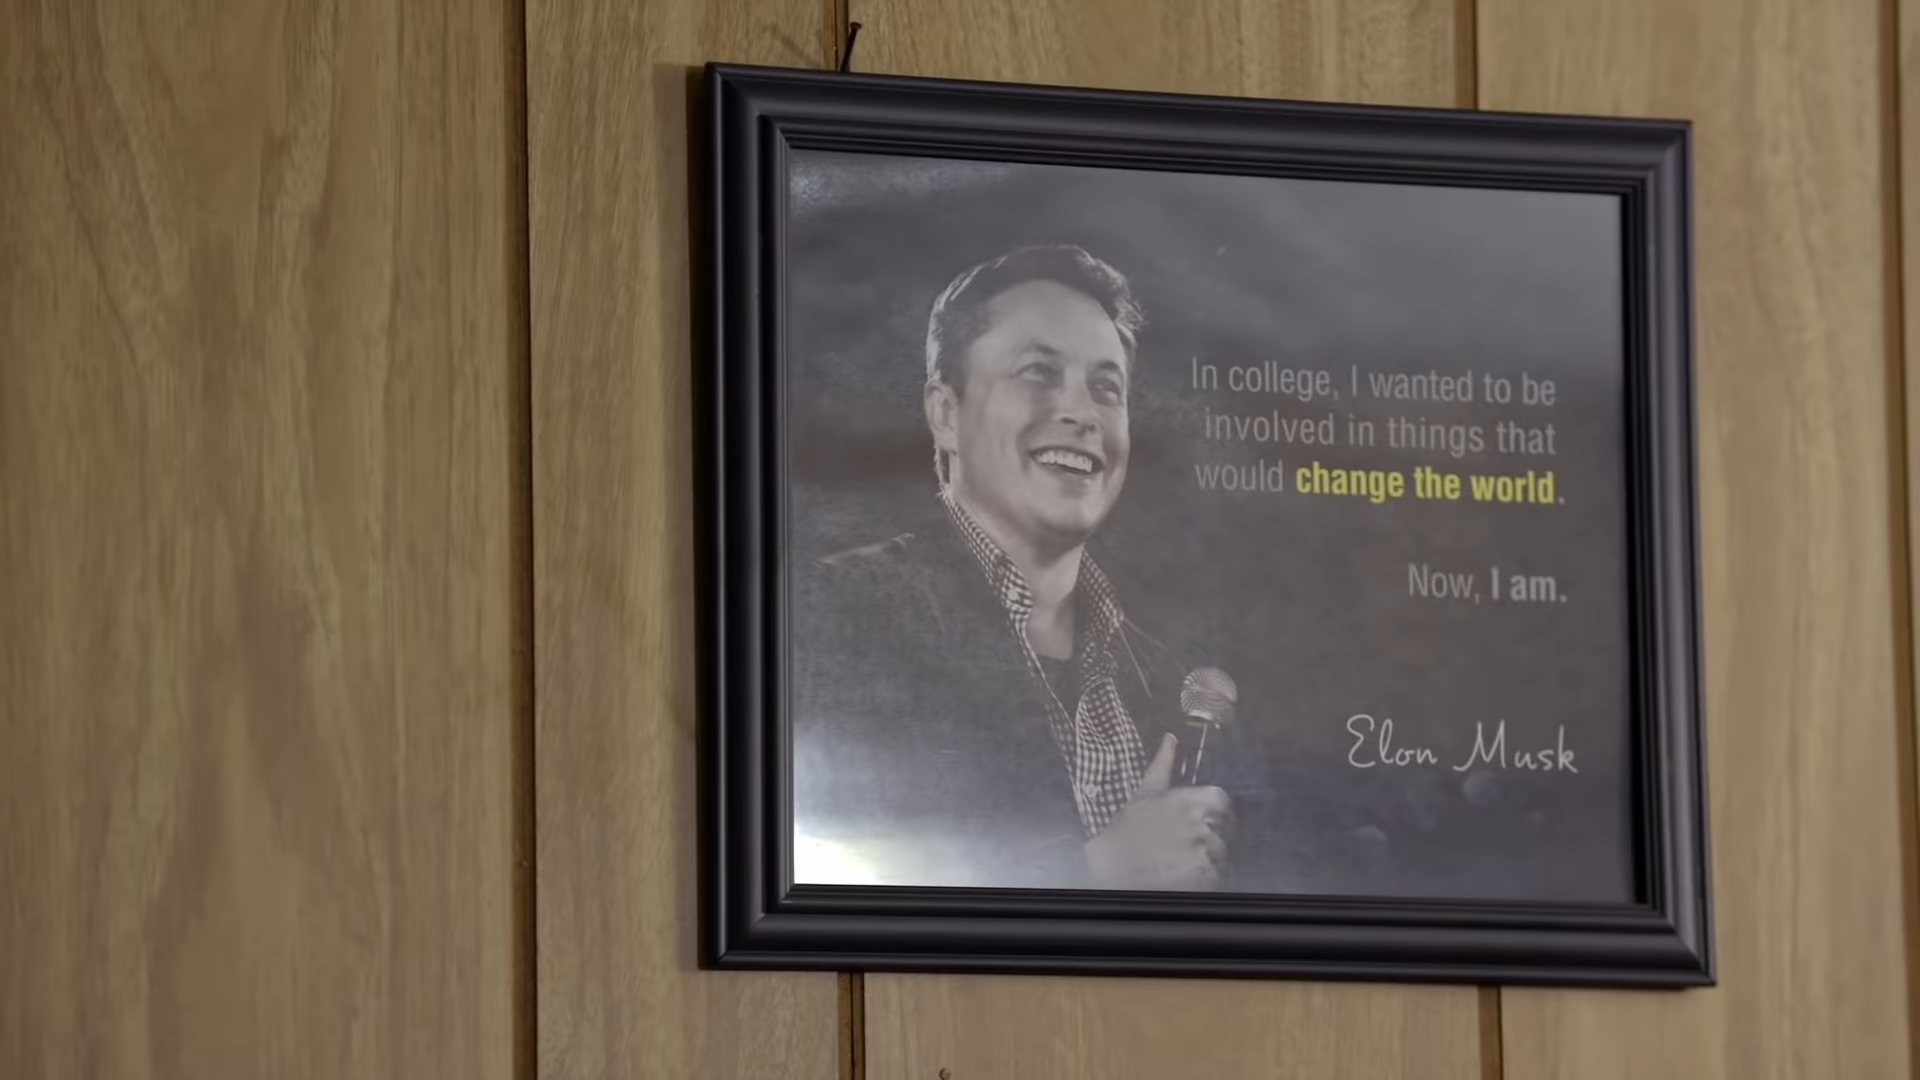 In college, I wanted to be
involved in things that
would change the world.
Now, I am.
Elon Musk